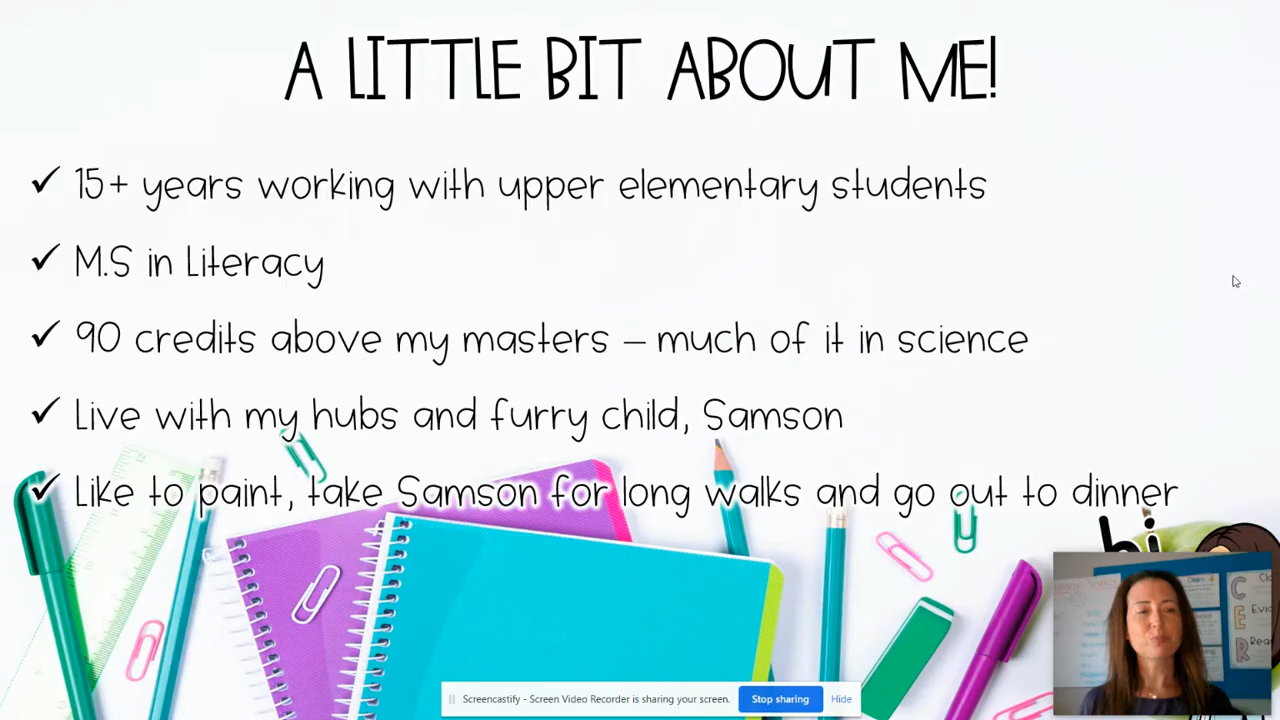 A LITTLE BIT ABOUT ME!
✓ 15+ years working with upper elementary students
✓ M.S in Literacy
✓ 90 credits above my masters – much of it in science
✓ Live with my hubs and furry child, Samson
✓ Like to paint, take Samson for long walks and go out to dinner
hi
C
E
R
Screencastify - Screen Video Recorder is sharing your screen.
Stop sharing
Hide